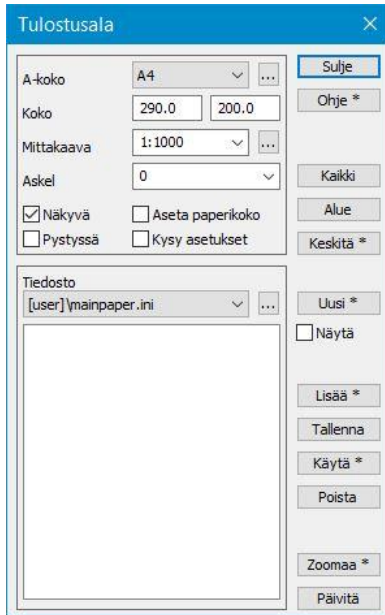 Tulostusala
A-koko A4 ...
Sulje
Koko 290.0 200.0
Ohje *
Mittakaava 1:1000 ...
Askel 0
Kaikki
Näkyvä Aseta paperikoko
Alue
Pystyssä Kysy asetukset
Keskitä *
Tiedosto
[user]\mainpaper.ini ...
Uusi *
Näytä
Lisää *
Tallenna
Käytä *
Poista
Zoomaa *
Päivitä